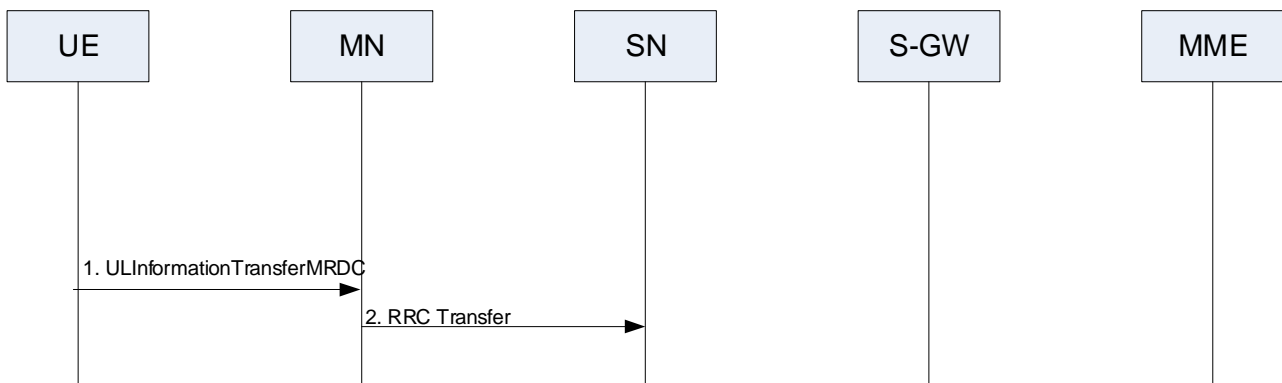 UE
MN
SN
S-GW
MME
1. ULInformationTransferMRDC
2. RRC Transfer